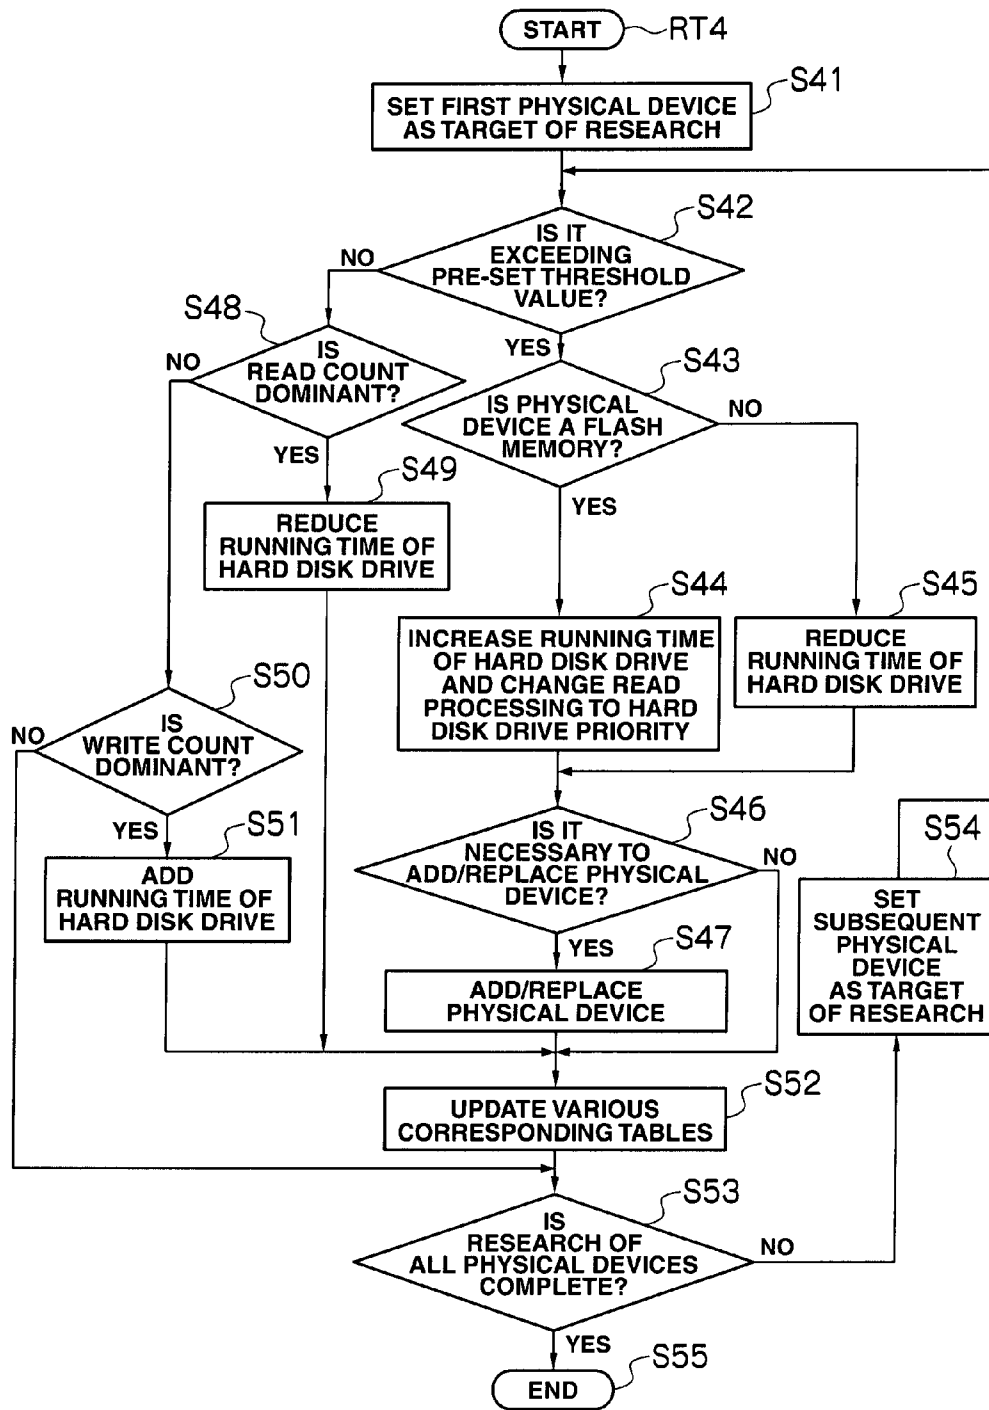 START
RT4
S41
SET FIRST PHYSICAL DEVICE
AS TARGET OF RESEARCH
S42
IS IT
EXCEEDING
PRE-SET THRESHOLD
VALUE?
NO
YES
S48
IS
READ COUNT
DOMINANT?
NO
YES
S43
IS PHYSICAL
DEVICE A FLASH
MEMORY?
NO
YES
S49
REDUCE
RUNNING TIME OF
HARD DISK DRIVE
S44
INCREASE RUNNING TIME
OF HARD DISK DRIVE
AND CHANGE READ
PROCESSING TO HARD
DISK DRIVE PRIORITY
S45
REDUCE
RUNNING TIME OF
HARD DISK DRIVE
S50
IS
WRITE COUNT
DOMINANT?
NO
YES
S51
ADD
RUNNING TIME OF
HARD DISK DRIVE
S46
IS IT
NECESSARY TO
ADD/REPLACE PHYSICAL
DEVICE?
NO
YES
S47
ADD/REPLACE
PHYSICAL DEVICE
S54
SET
SUBSEQUENT
PHYSICAL
DEVICE
AS TARGET
OF RESEARCH
S52
UPDATE VARIOUS
CORRESPONDING TABLES
S53
IS
RESEARCH OF
ALL PHYSICAL DEVICES
COMPLETE?
NO
YES
S55
END